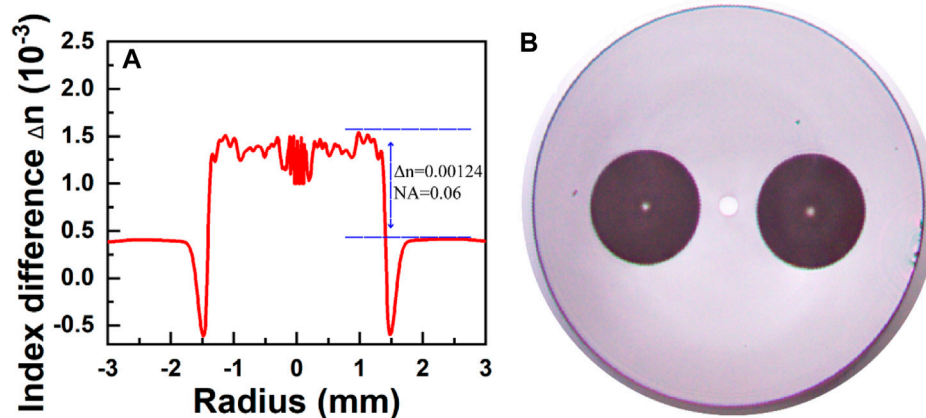 A
B
Index difference △n (10⁻³)
2.5
2.0
1.5
1.0
0.5
0.0
-0.5
Δn=0.00124
NA=0.06
-3 -2 -1 0 1 2 3
Radius (mm)